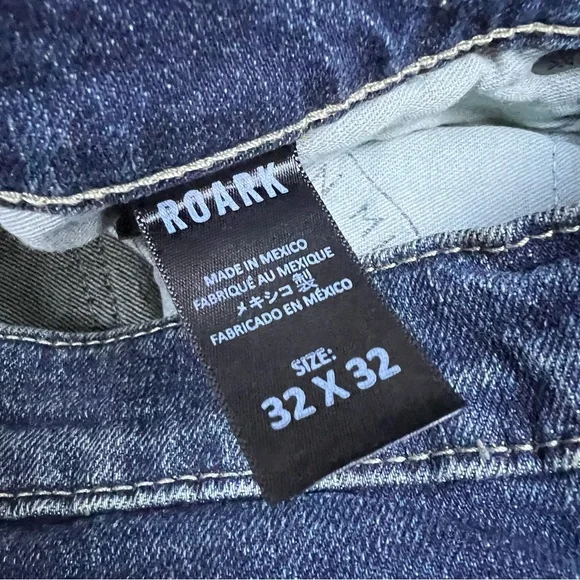 ROARK
MADE IN MEXICO
FABRIQUÉ AU MEXIQUE
メキシコ製
FABRICADO EN MÉXICO
SIZE:
32 X 32